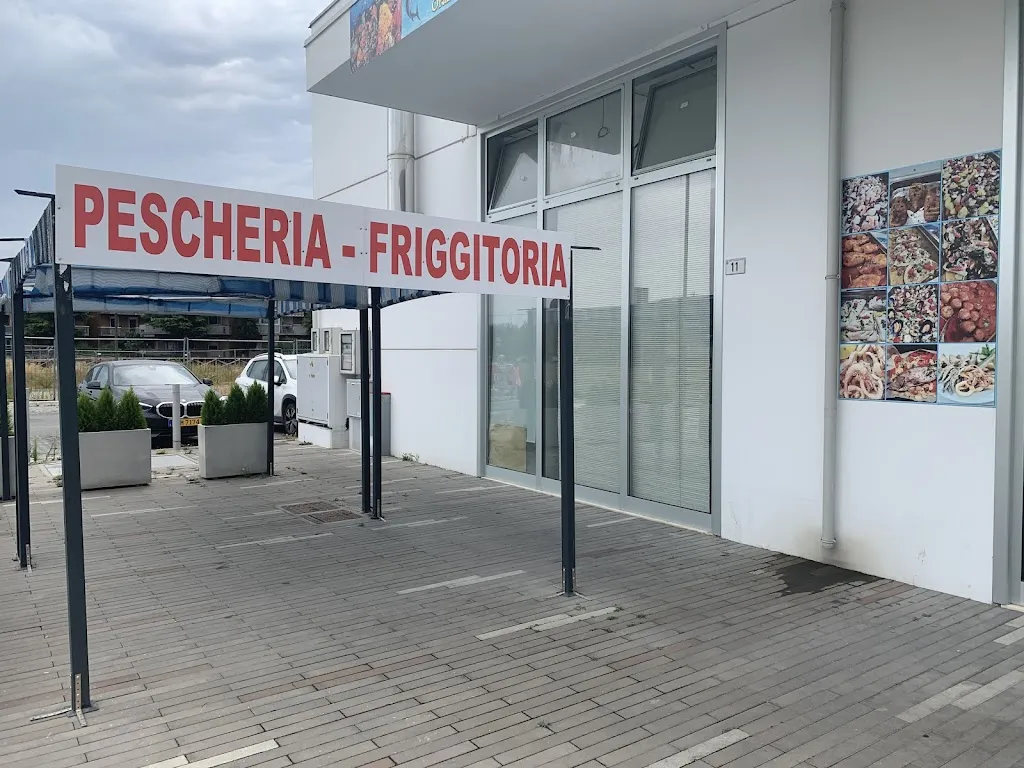 PESCHERIA - FRIGGITORIA
11